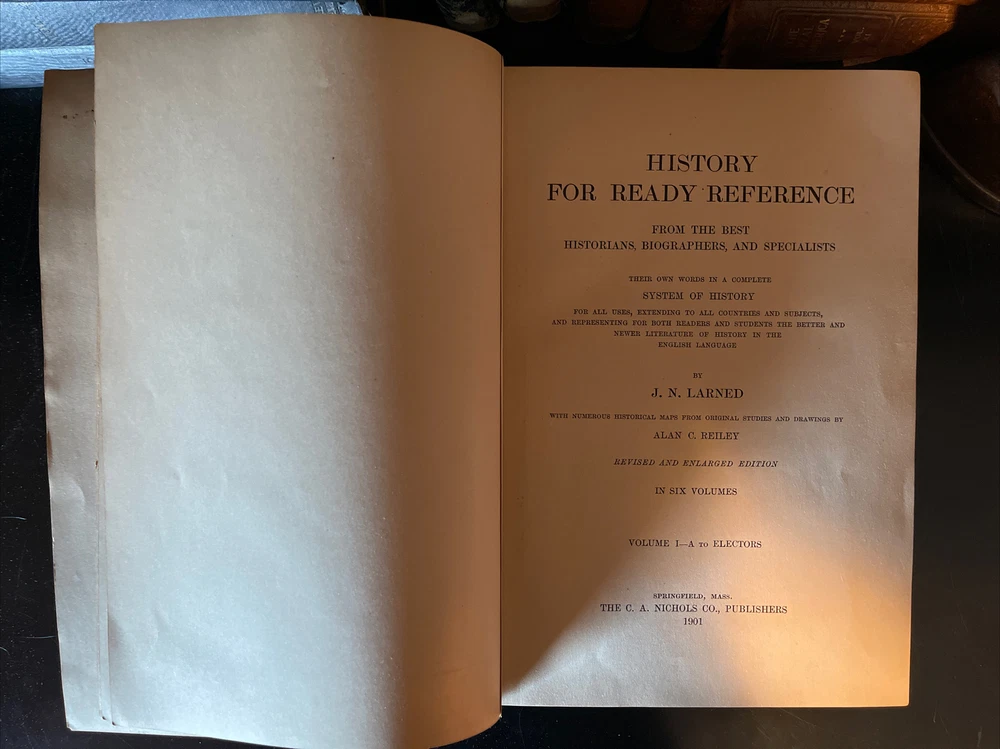 HISTORY
FOR READY REFERENCE
FROM THE BEST
HISTORIANS, BIOGRAPHERS, AND SPECIALISTS
THEIR OWN WORDS IN A COMPLETE
SYSTEM OF HISTORY
FOR ALL USES, EXTENDING TO ALL COUNTRIES AND SUBJECTS,
AND REPRESENTING FOR BOTH READERS AND STUDENTS THE BETTER AND
NEWER LITERATURE OF HISTORY IN THE
ENGLISH LANGUAGE
BY
J. N. LARNED
WITH NUMEROUS HISTORICAL MAPS FROM ORIGINAL STUDIES AND DRAWINGS BY
ALAN C. REILEY
REVISED AND ENLARGED EDITION
IN SIX VOLUMES
VOLUME I—A TO ELECTORS
SPRINGFIELD, MASS.
THE C. A. NICHOLS CO., PUBLISHERS
1901